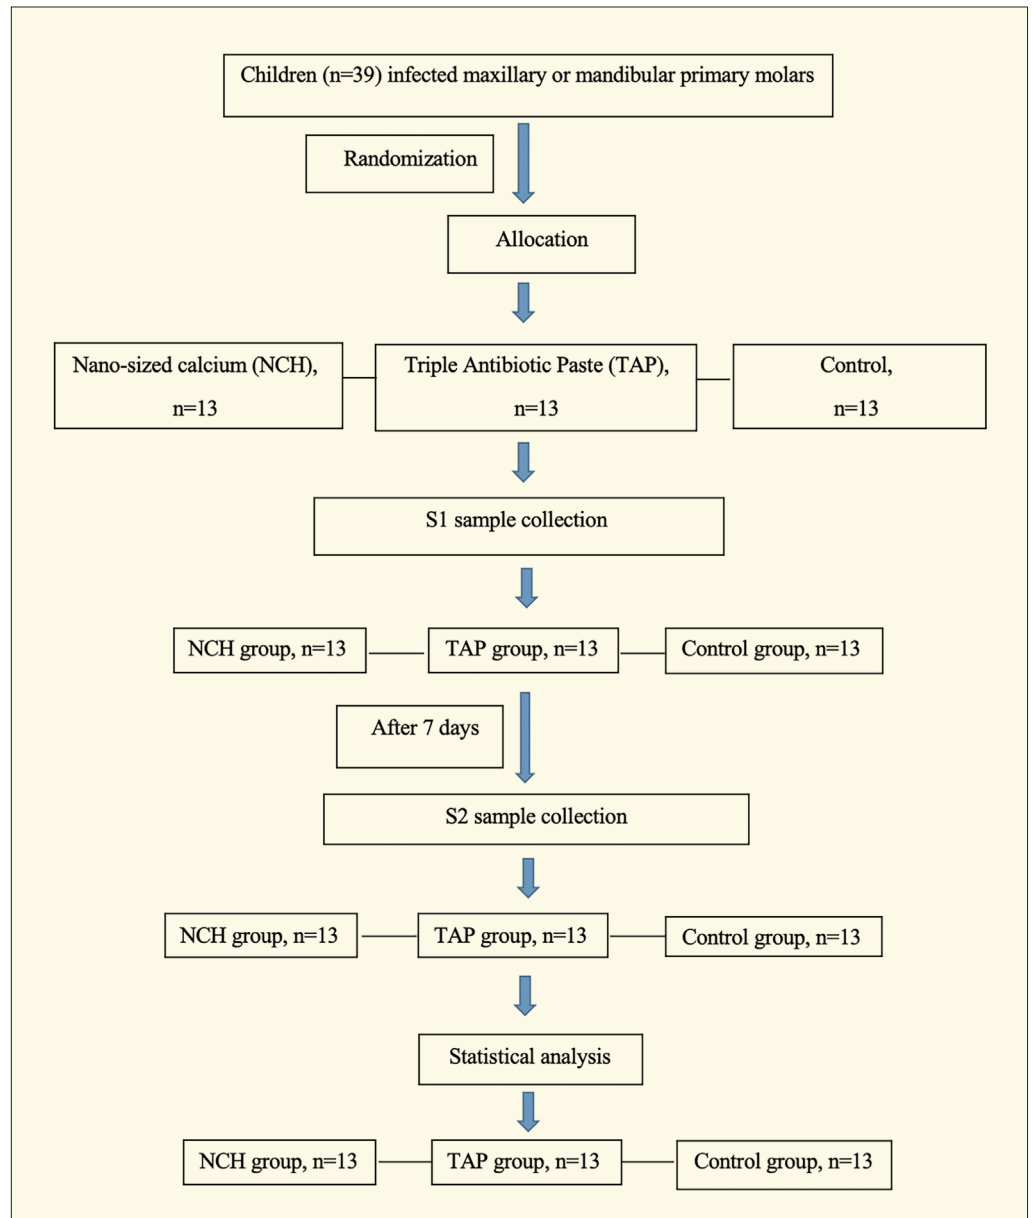 Children (n=39) infected maxillary or mandibular primary molars
Randomization
Allocation
Nano-sized calcium (NCH),
n=13
Triple Antibiotic Paste (TAP),
n=13
Control,
n=13
S1 sample collection
NCH group, n=13
TAP group, n=13
Control group, n=13
After 7 days
S2 sample collection
NCH group, n=13
TAP group, n=13
Control group, n=13
Statistical analysis
NCH group, n=13
TAP group, n=13
Control group, n=13